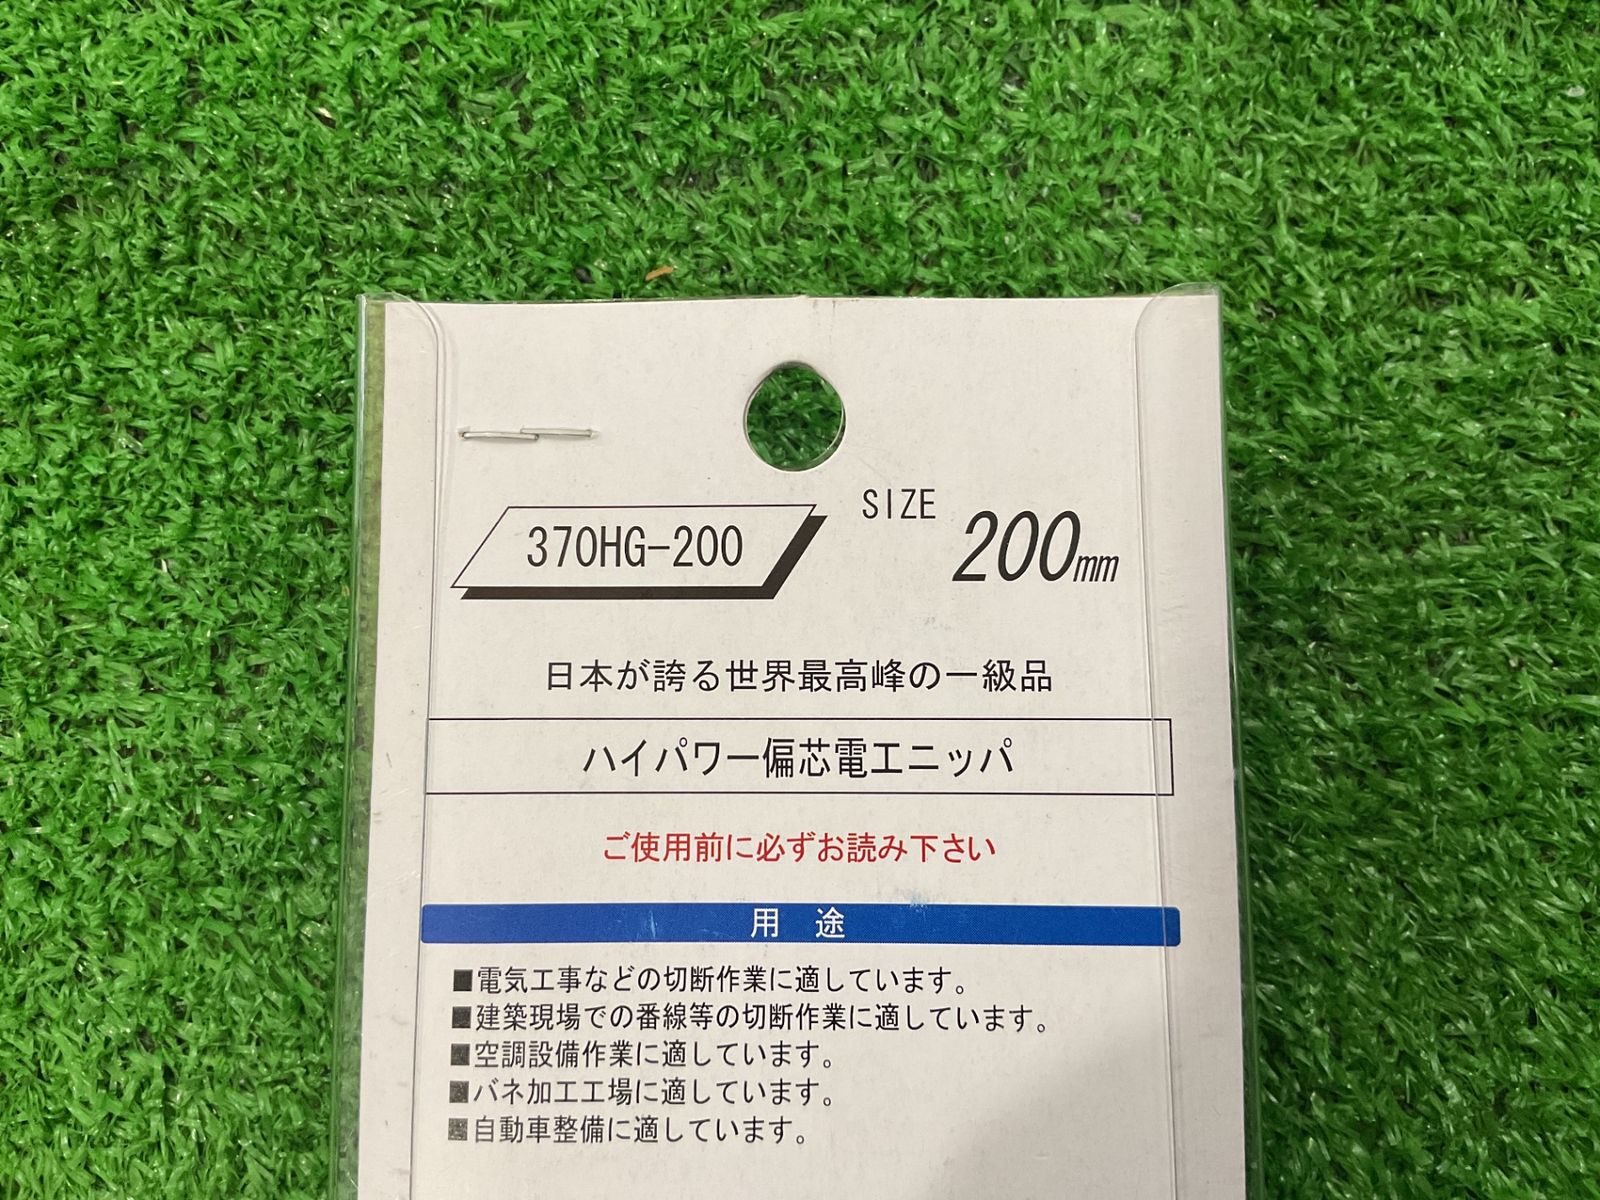 370HG-200
SIZE 200mm
日本が誇る世界最高峰の一級品
ハイパワー偏芯電工ニッパ
ご使用前に必ずお読み下さい
用 途
■電気工事などの切断作業に適しています。
■建築現場での番線等の切断作業に適しています。
■空調設備作業に適しています。
■バネ加工工場に適しています。
■自動車整備に適しています。